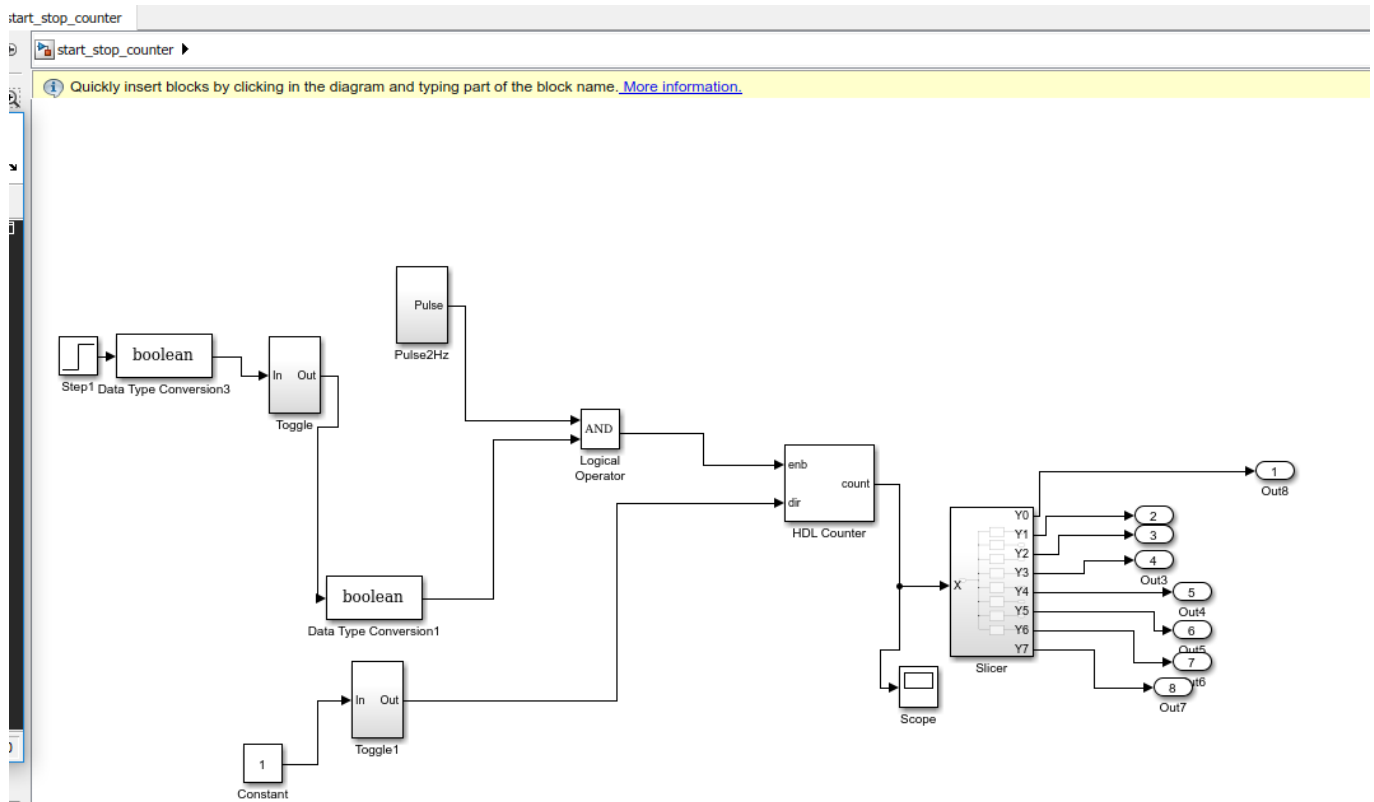 start_stop_counter
start_stop_counter
Quickly insert blocks by clicking in the diagram and typing part of the block name. More information.
Pulse
Pulse2Hz
Step1
boolean
Data Type Conversion3
In Out
Toggle
AND
Logical
Operator
enb
dir
count
HDL Counter
boolean
Data Type Conversion1
In Out
Toggle1
1
Constant
Scope
X
Y0
Y1
Y2
Y3
Y4
Y5
Y6
Y7
Slicer
1
Out8
2
3
4
Out3
5
Out4
6
Out5
7
8
Out7